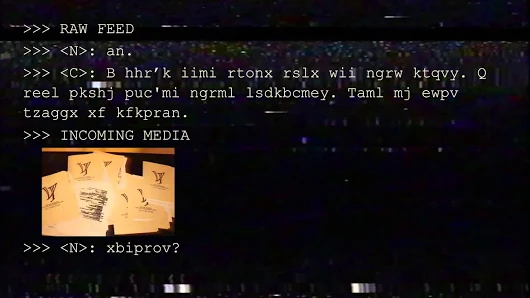 >>> RAW FEED
>>> <N>: an.
>>> <C>: B hhr’k iimi rtonx rslx wii ngrw ktqvy. Q
reel pkshj puc'mi ngrml lsdkbcmey. Taml mj ewpv
tzaggx xf kfkpran.
>>> INCOMING MEDIA
>>> <N>: xbiprov?